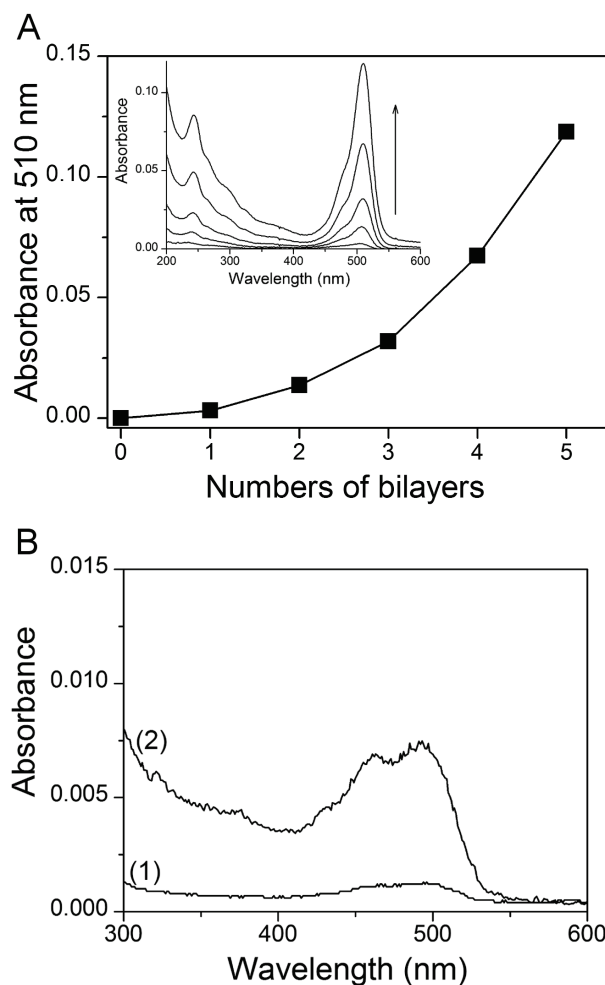 A
0.15
0.10
0.05
0.00
Absorbance at 510 nm
0.10
0.05
0.00
Absorbance
200 300 400 500 600
Wavelength (nm)
0 1 2 3 4 5
Numbers of bilayers
B
0.015
0.010
0.005
0.000
Absorbance
(2)
(1)
300 400 500 600
Wavelength (nm)